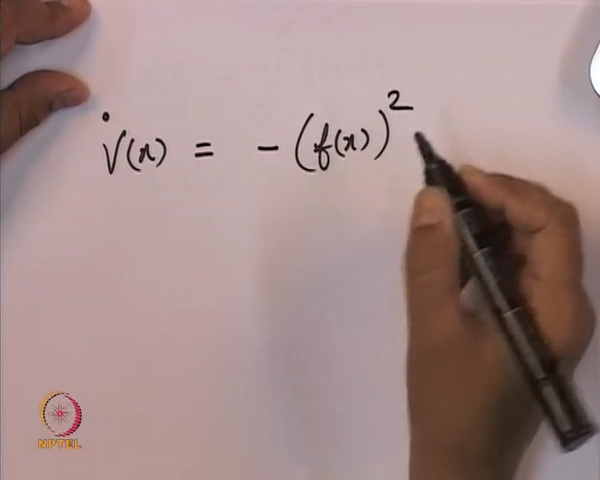 V̇(x) = - (f(x))²
NPTEL